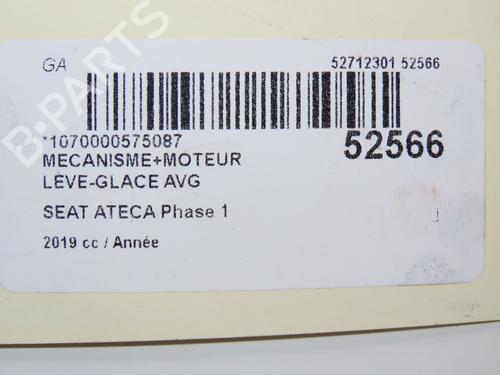 GA
52712301 52566
*1070000575087
52566
MECANISME+MOTEUR
LEVE-GLACE AVG
SEAT ATECA Phase 1
2019 cc / Année
B-PARTS